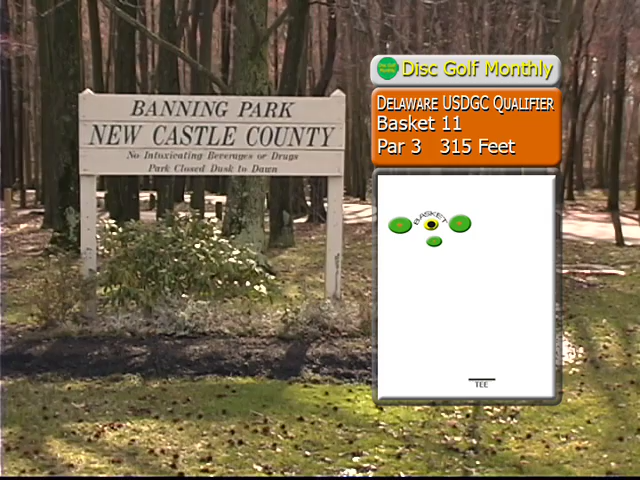 BANNING PARK
NEW CASTLE COUNTY
No Intoxicating Beverages or Drugs
Park Closed Dusk to Dawn
Disc Golf Monthly
DELAWARE USDGC QUALIFIER
Basket 11
Par 3 315 Feet
BASKET
TEE